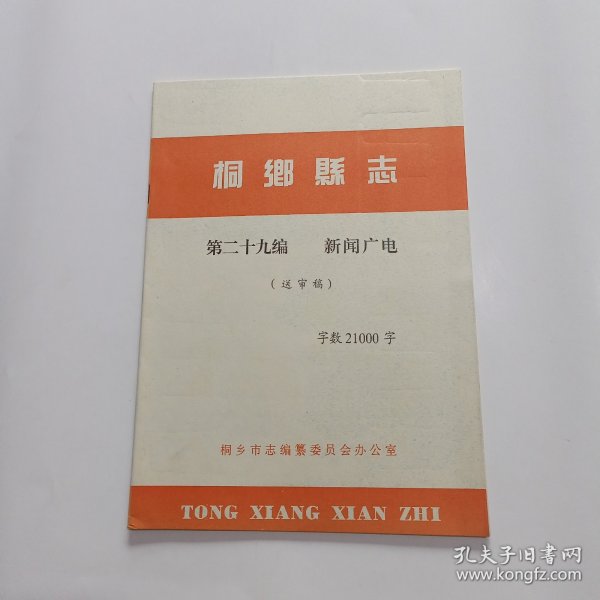 桐鄉縣志
第二十九编 新闻广电
(送审稿)
字数21000字
桐乡市志编纂委员会办公室
TONG XIANG XIAN ZHI
孔夫子旧书网
www.kongfz.com